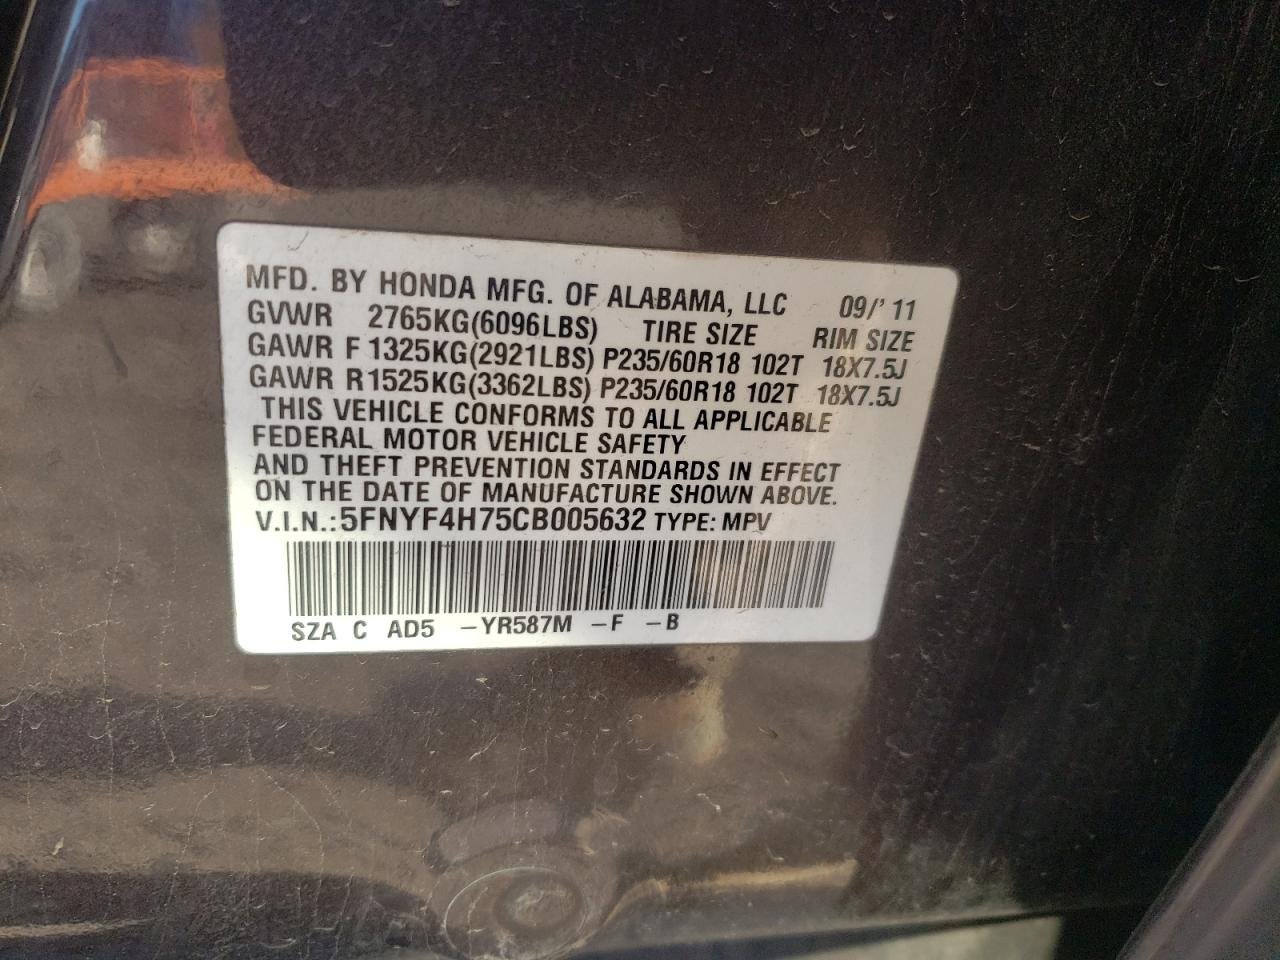 MFD. BY HONDA MFG. OF ALABAMA, LLC 09/' 11
GVWR 2765KG(6096LBS) TIRE SIZE RIM SIZE
GAWR F 1325KG(2921LBS) P235/60R18 102T 18X7.5J
GAWR R1525KG(3362LBS) P235/60R18 102T 18X7.5J
THIS VEHICLE CONFORMS TO ALL APPLICABLE
FEDERAL MOTOR VEHICLE SAFETY
AND THEFT PREVENTION STANDARDS IN EFFECT
ON THE DATE OF MANUFACTURE SHOWN ABOVE.
V.I.N.:5FNYF4H75CB005632 TYPE: MPV
SZA C AD5 –YR587M –F –B